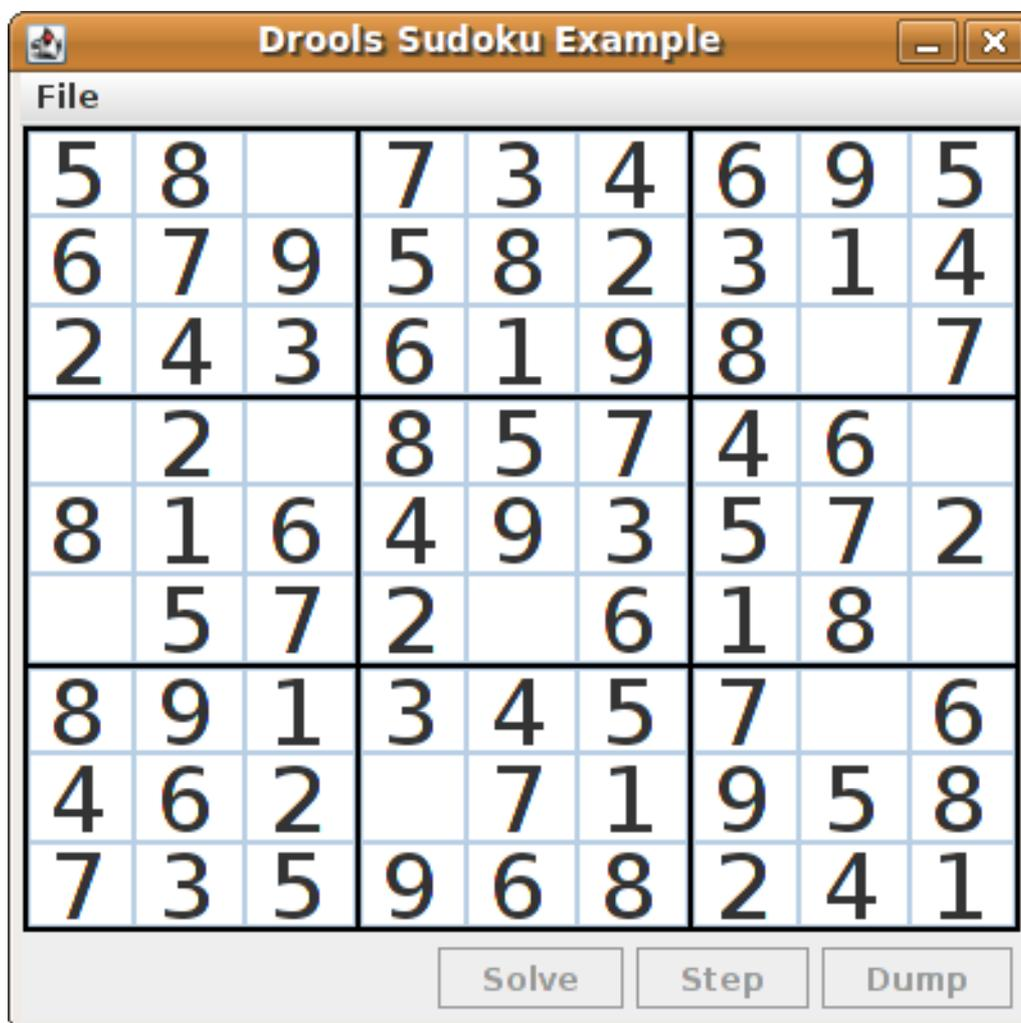 Drools Sudoku Example
File
5 8 7 3 4 6 9 5
6 7 9 5 8 2 3 1 4
2 4 3 6 1 9 8 7
2 8 5 7 4 6
8 1 6 4 9 3 5 7 2
5 7 2 6 1 8
8 9 1 3 4 5 7 6
4 6 2 7 1 9 5 8
7 3 5 9 6 8 2 4 1
Solve Step Dump